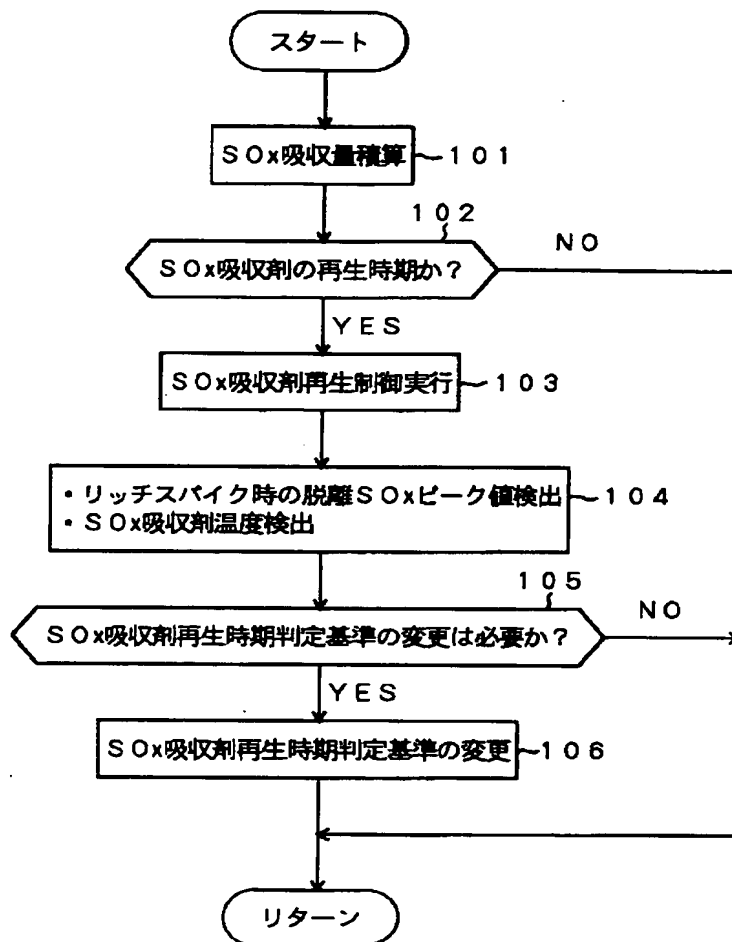 スタート
SOx吸収量積算
101
102
SOx吸収剤の再生時期か?
NO
YES
SOx吸収剤再生制御実行
103
・リッチスパイク時の脱離SOxピーク値検出
・SOx吸収剤温度検出
104
105
SOx吸収剤再生時期判定基準の変更は必要か?
NO
YES
SOx吸収剤再生時期判定基準の変更
106
リターン